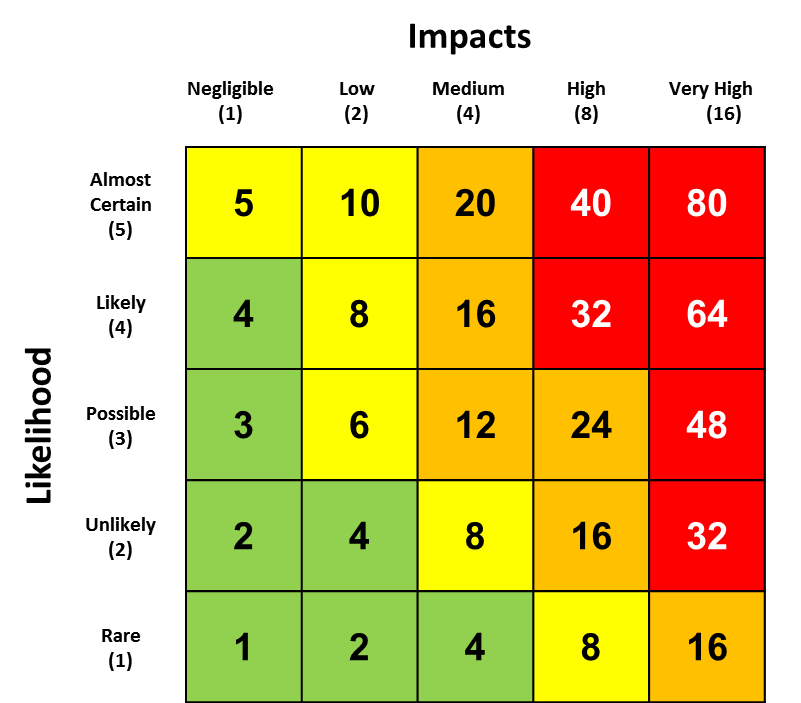 Impacts
Negligible Low Medium High Very High
(1) (2) (4) (8) (16)
Almost
Certain
(5)
5 10 20 40 80
Likely
(4)
4 8 16 32 64
Likelihood
Possible
(3)
3 6 12 24 48
Unlikely
(2)
2 4 8 16 32
Rare
(1)
1 2 4 8 16